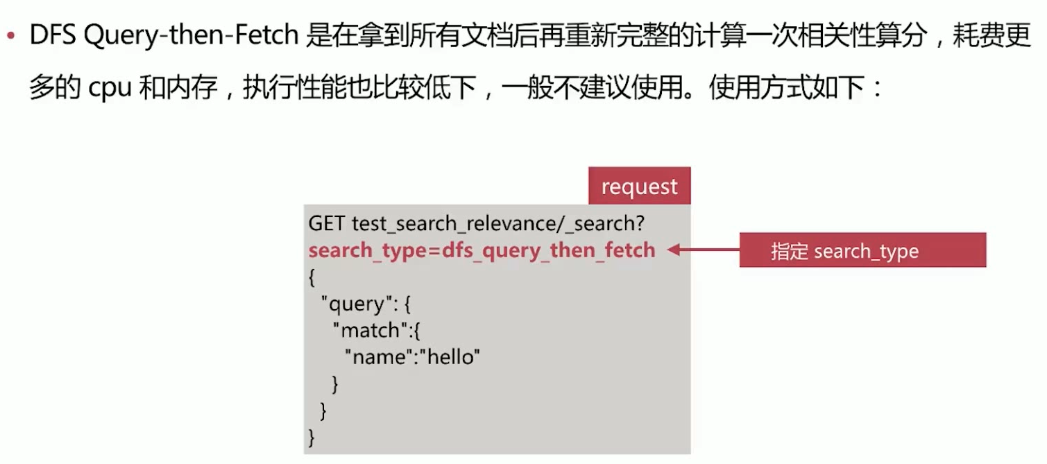 • DFS Query-then-Fetch 是在拿到所有文档后再重新完整的计算一次相关性算分，耗费更
多的 cpu 和内存，执行性能也比较低下，一般不建议使用。使用方式如下：
request
GET test_search_relevance/_search?
search_type=dfs_query_then_fetch
指定 search_type
{
"query": {
"match":{
"name":"hello"
}
}
}